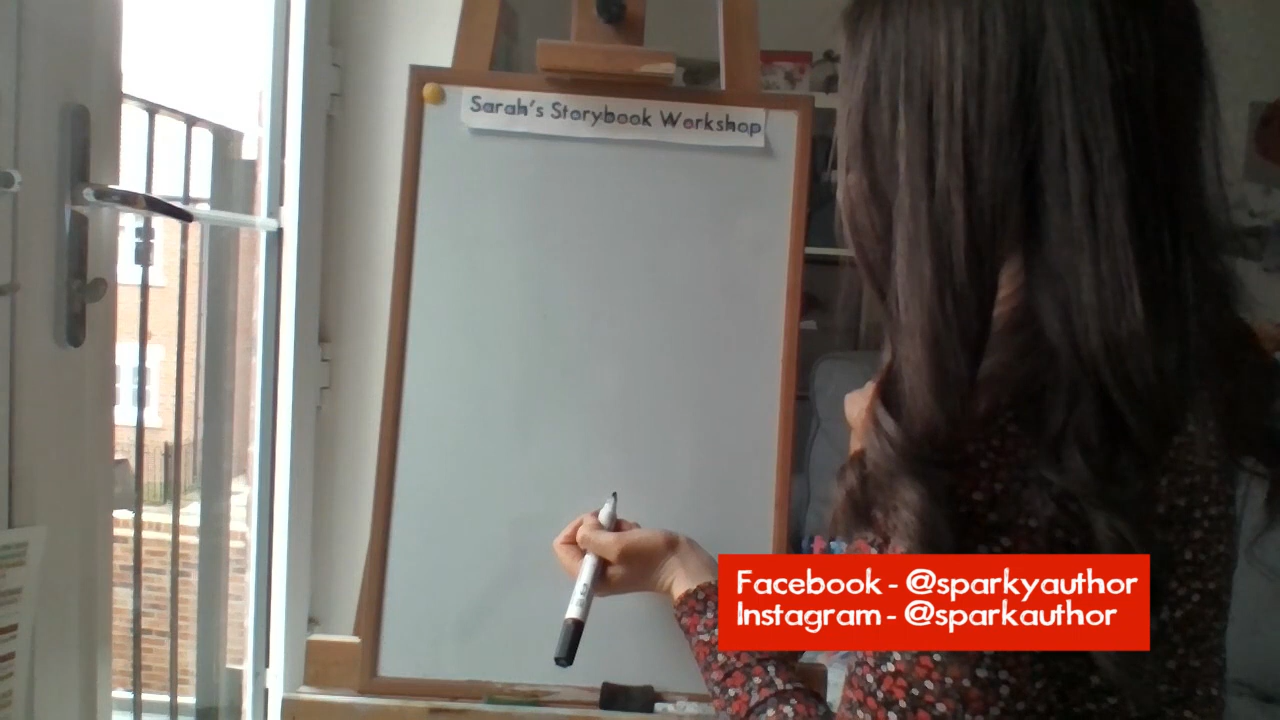 Sarah's Storybook Workshop
Facebook - @sparkyauthor
Instagram - @sparkauthor